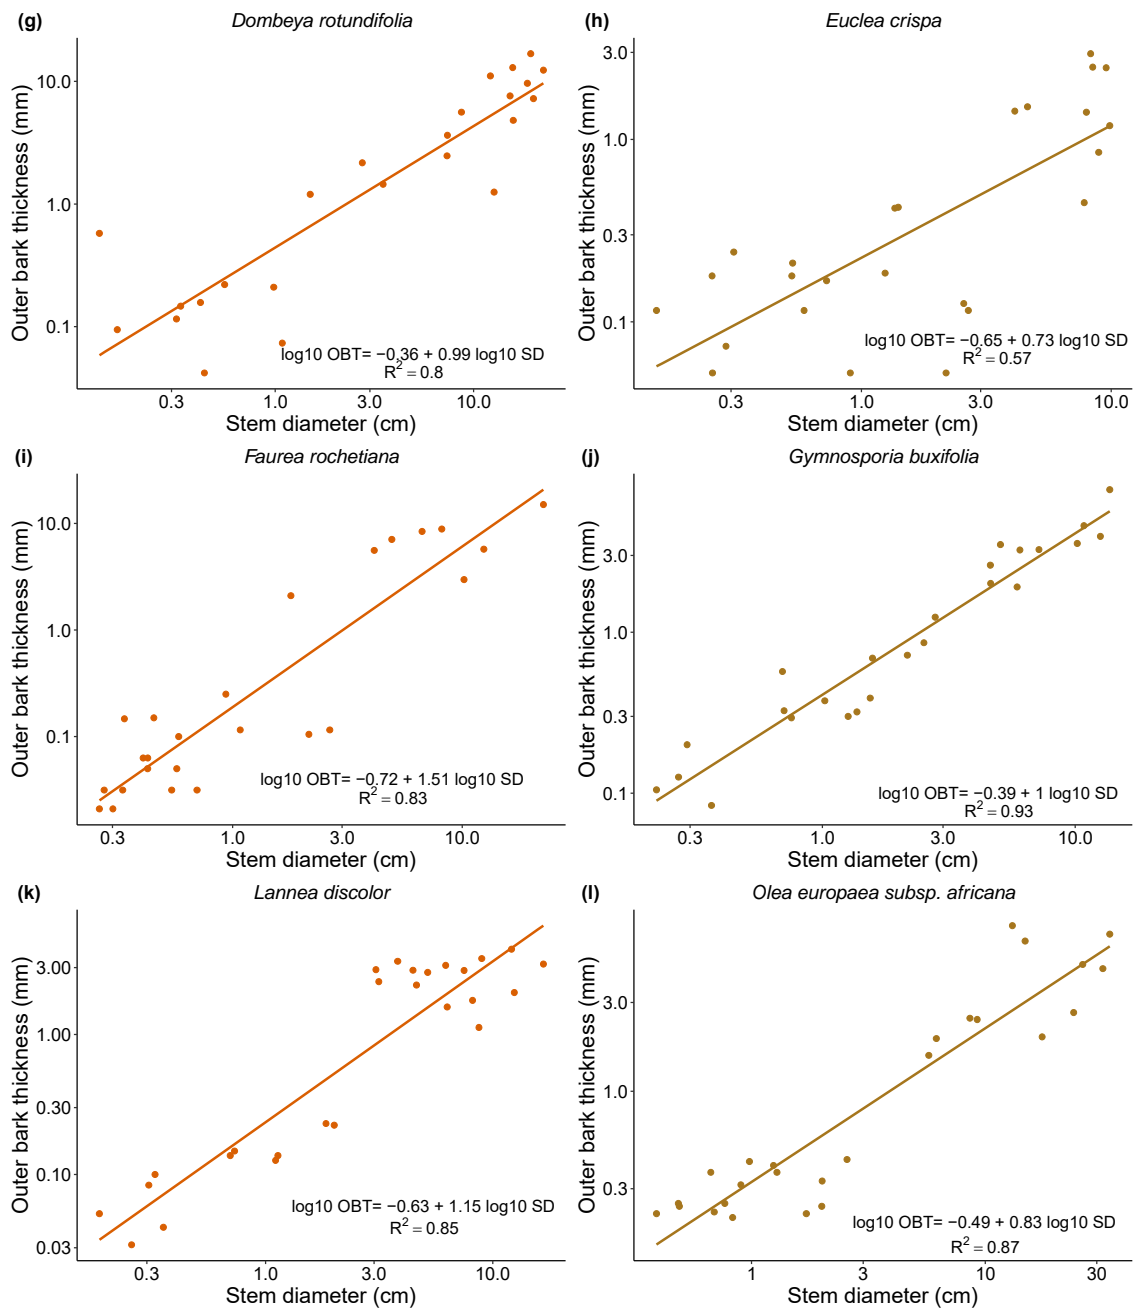 (g)
Dombeya rotundifolia
Outer bark thickness (mm)
10.0
1.0
0.1
log10 OBT= −0.36 + 0.99 log10 SD
R² = 0.8
0.3
1.0
3.0
10.0
Stem diameter (cm)
(h)
Euclea crispa
Outer bark thickness (mm)
3.0
1.0
0.3
0.1
log10 OBT= −0.65 + 0.73 log10 SD
R² = 0.57
0.3
1.0
3.0
10.0
Stem diameter (cm)
(i)
Faurea rochetiana
Outer bark thickness (mm)
10.0
1.0
0.1
log10 OBT= −0.72 + 1.51 log10 SD
R² = 0.83
0.3
1.0
3.0
10.0
Stem diameter (cm)
(j)
Gymnosporia buxifolia
Outer bark thickness (mm)
3.0
1.0
0.3
0.1
log10 OBT= −0.39 + 1 log10 SD
R² = 0.93
0.3
1.0
3.0
10.0
Stem diameter (cm)
(k)
Lannea discolor
Outer bark thickness (mm)
3.00
1.00
0.30
0.10
0.03
log10 OBT= −0.63 + 1.15 log10 SD
R² = 0.85
0.3
1.0
3.0
10.0
Stem diameter (cm)
(l)
Olea europaea subsp. africana
Outer bark thickness (mm)
3.0
1.0
0.3
log10 OBT= −0.49 + 0.83 log10 SD
R² = 0.87
1
3
10
30
Stem diameter (cm)